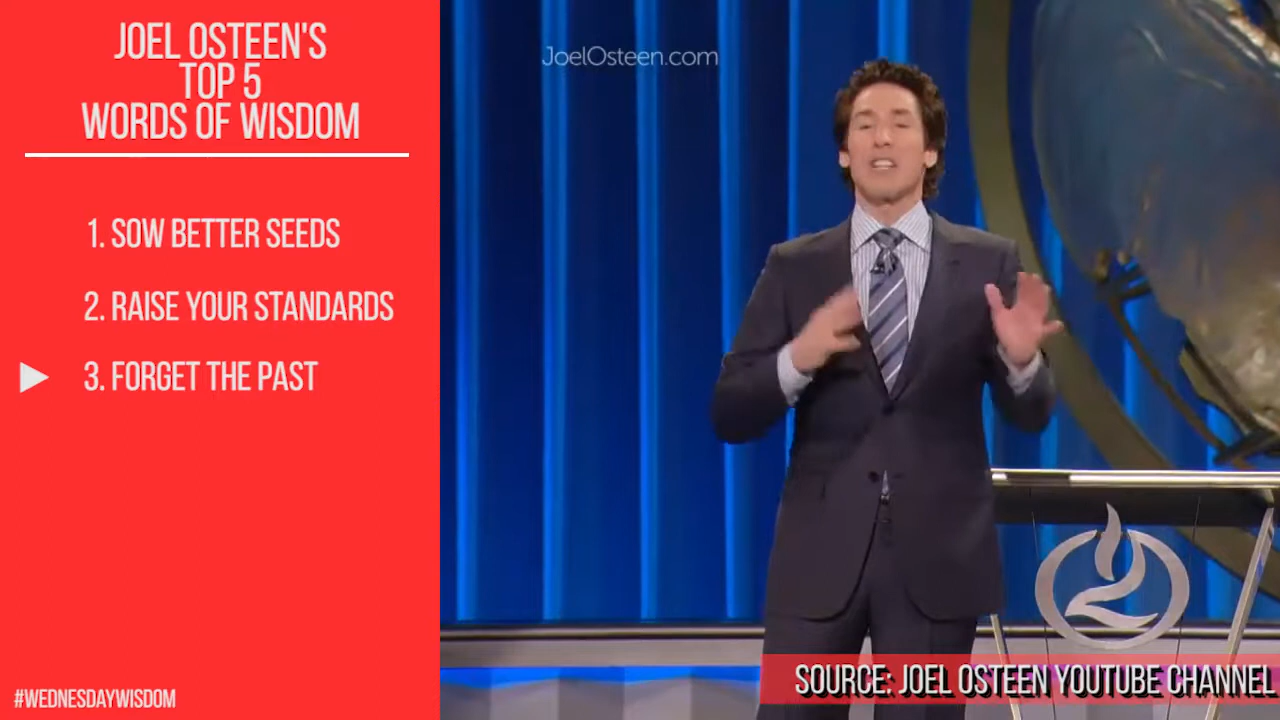 JOEL OSTEEN'S
TOP 5
WORDS OF WISDOM
1. SOW BETTER SEEDS
2. RAISE YOUR STANDARDS
3. FORGET THE PAST
#WEDNESDAYWISDOM
JoelOsteen.com
SOURCE: JOEL OSTEEN YOUTUBE CHANNEL